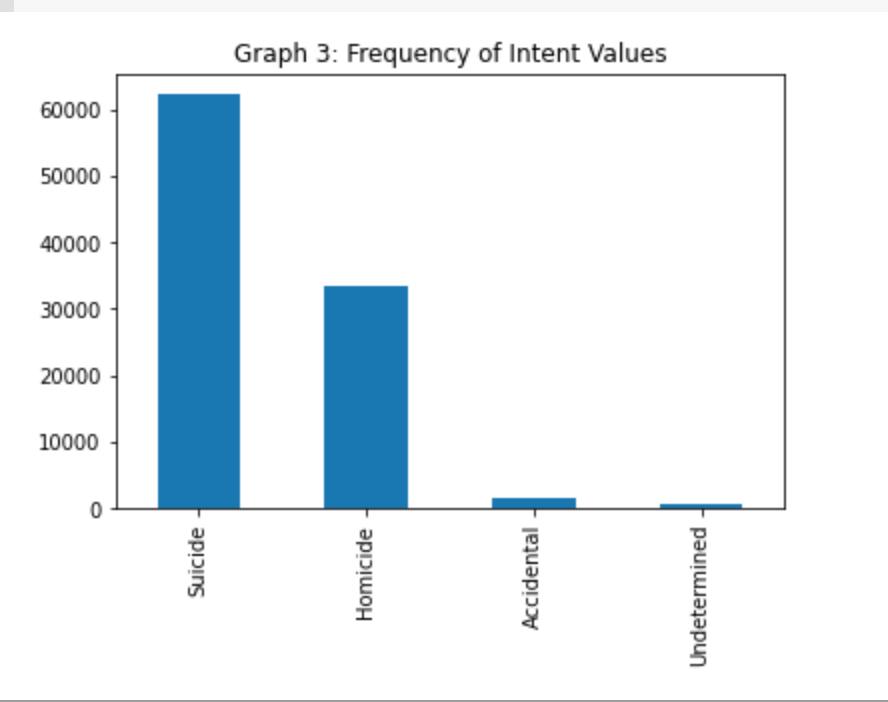 Graph 3: Frequency of Intent Values
60000
50000
40000
30000
20000
10000
0
Suicide
Homicide
Accidental
Undetermined